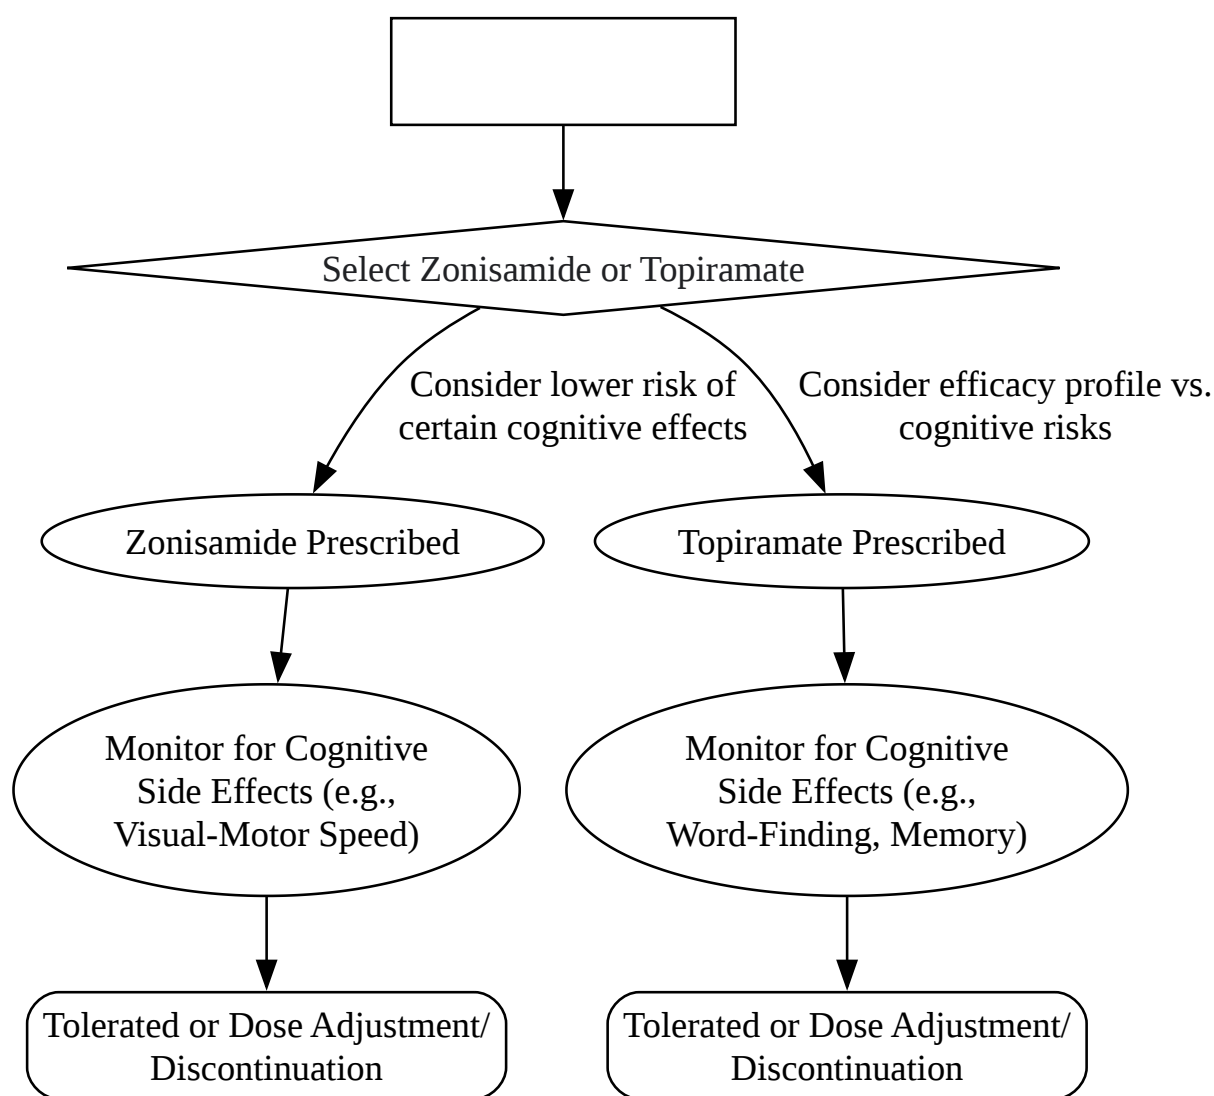 Select Zonisamide or Topiramate
Consider lower risk of
certain cognitive effects
Consider efficacy profile vs.
cognitive risks
Zonisamide Prescribed
Topiramate Prescribed
Monitor for Cognitive
Side Effects (e.g.,
Visual-Motor Speed)
Monitor for Cognitive
Side Effects (e.g.,
Word-Finding, Memory)
Tolerated or Dose Adjustment/
Discontinuation
Tolerated or Dose Adjustment/
Discontinuation